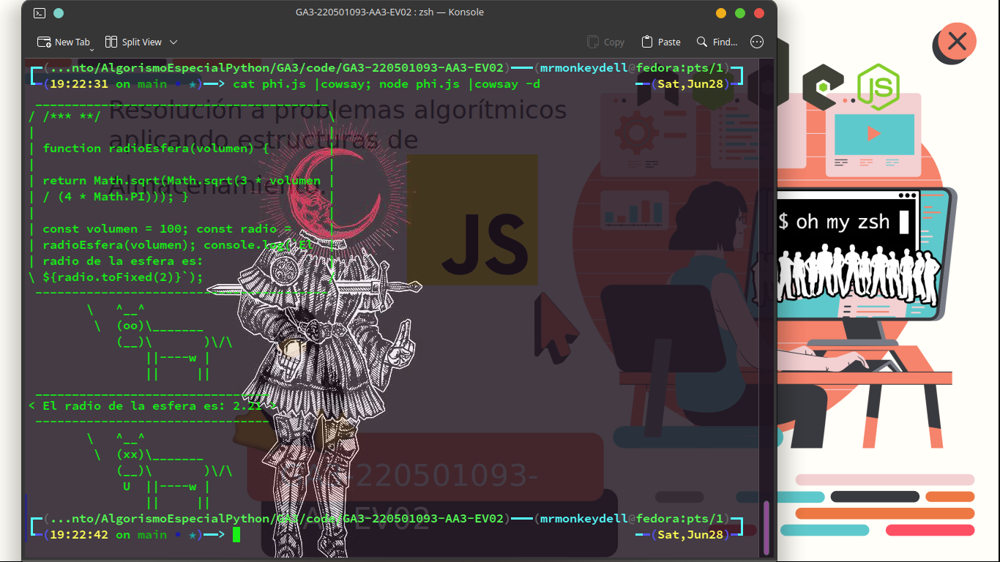 GA3-220501093-AA3-EV02 : zsh — Konsole
New Tab Split View Copy Paste Find...
(...nto/AlgorismoEspecialPython/GA3/code/GA3-220501093-AA3-EV02) (mrmonkeydell@fedora:pts/1)
(19:22:31 on main • ★)—> cat phi.js |cowsay; node phi.js |cowsay -d (Sat,Jun28)
________________________________________
/ /*** **/ \
| |
| function radioEsfera(volumen) { |
| |
| return Math.sqrt(Math.sqrt(3 * volumen |
| / (4 * Math.PI))); } |
| |
| const volumen = 100; const radio = |
| radioEsfera(volumen); console.log(`El |
| radio de la esfera es: |
\ ${radio.toFixed(2)}`); /
----------------------------------------
\ ^__^
\ (oo)\_______
(__)\ )\/\
||----w |
|| ||
________________________________
< El radio de la esfera es: 2.21 >
--------------------------------
\ ^__^
\ (xx)\_______
(__)\ )\/\
U ||----w |
|| ||
(...nto/AlgorismoEspecialPython/GA3/code/GA3-220501093-AA3-EV02) (mrmonkeydell@fedora:pts/1)
(19:22:42 on main • ★)—> (Sat,Jun28)
Resolución a problemas algorítmicos
aplicando estructuras de
Almacenamiento.
JS
-220501093-
AA3-EV02
JS
$ oh my zsh